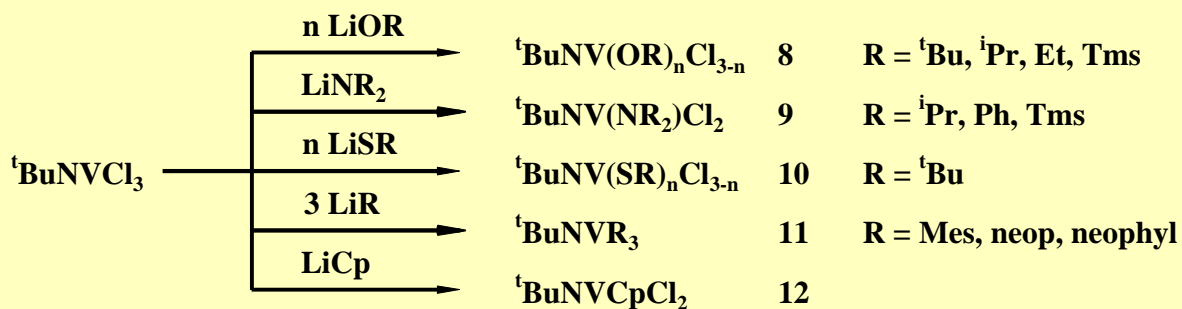 n LiOR
ᵗBuNV(OR)ₙCl₃₋ₙ 8 R = ᵗBu, ⁱPr, Et, Tms
LiNR₂
ᵗBuNV(NR₂)Cl₂ 9 R = ⁱPr, Ph, Tms
n LiSR
ᵗBuNVCl₃
ᵗBuNV(SR)ₙCl₃₋ₙ 10 R = ᵗBu
3 LiR
ᵗBuNVR₃ 11 R = Mes, neop, neophyl
LiCp
ᵗBuNVCpCl₂ 12